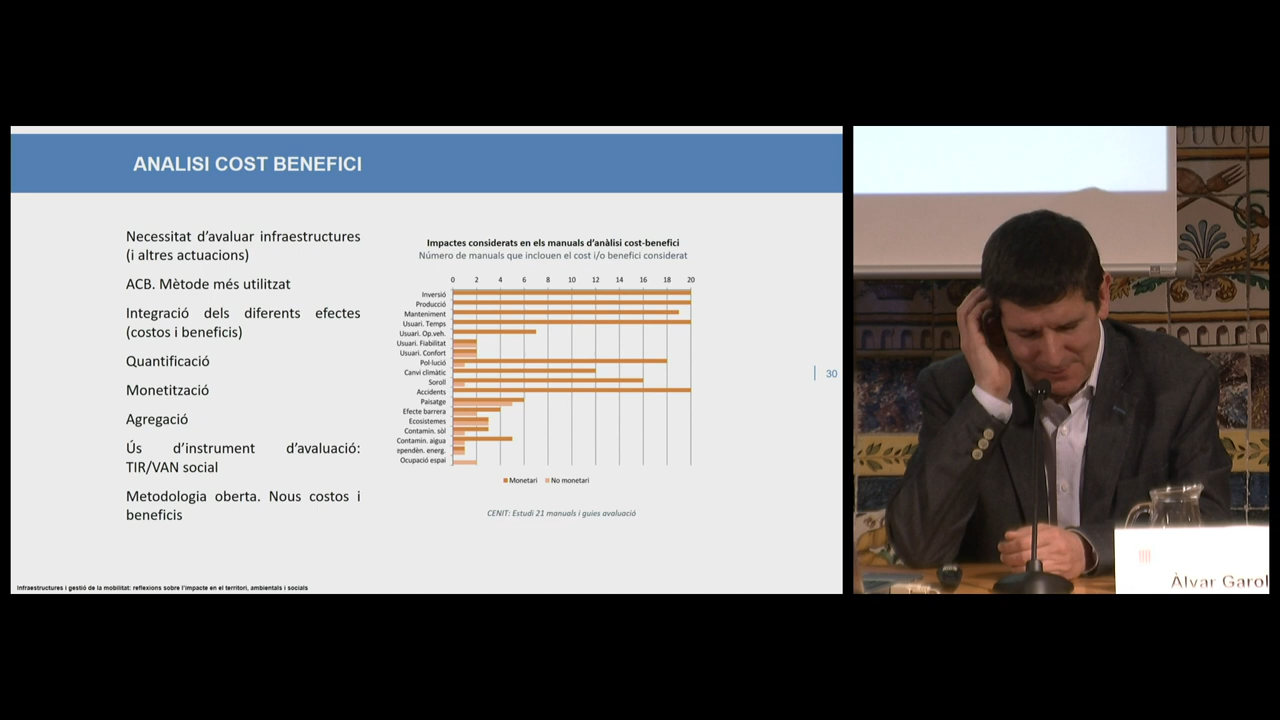 ANALISI COST BENEFICI
Necessitat d’avaluar infraestructures
(i altres actuacions)
ACB. Mètode més utilitzat
Integració dels diferents efectes
(costos i beneficis)
Quantificació
Monetització
Agregació
Ús d’instrument d’avaluació:
TIR/VAN social
Metodologia oberta. Nous costos i
beneficis
Impactes considerats en els manuals d’anàlisi cost-benefici
Número de manuals que inclouen el cost i/o benefici considerat
0 2 4 6 8 10 12 14 16 18 20
Inversió
Producció
Manteniment
Usuari. Temps
Usuari. Op.veh.
Usuari. Fiabilitat
Usuari. Confort
Pol·lució
Canvi climàtic
Soroll
Accidents
Paisatge
Efecte barrera
Ecosistemes
Contamin. sòl
Contamin. aigua
ependèn. energ.
Ocupació espai
Monetari No monetari
CENIT: Estudi 21 manuals i guies avaluació
30
Infraestructures i gestió de la mobilitat: reflexions sobre l’impacte en el territori, ambientals i socials
Àlvar Garol